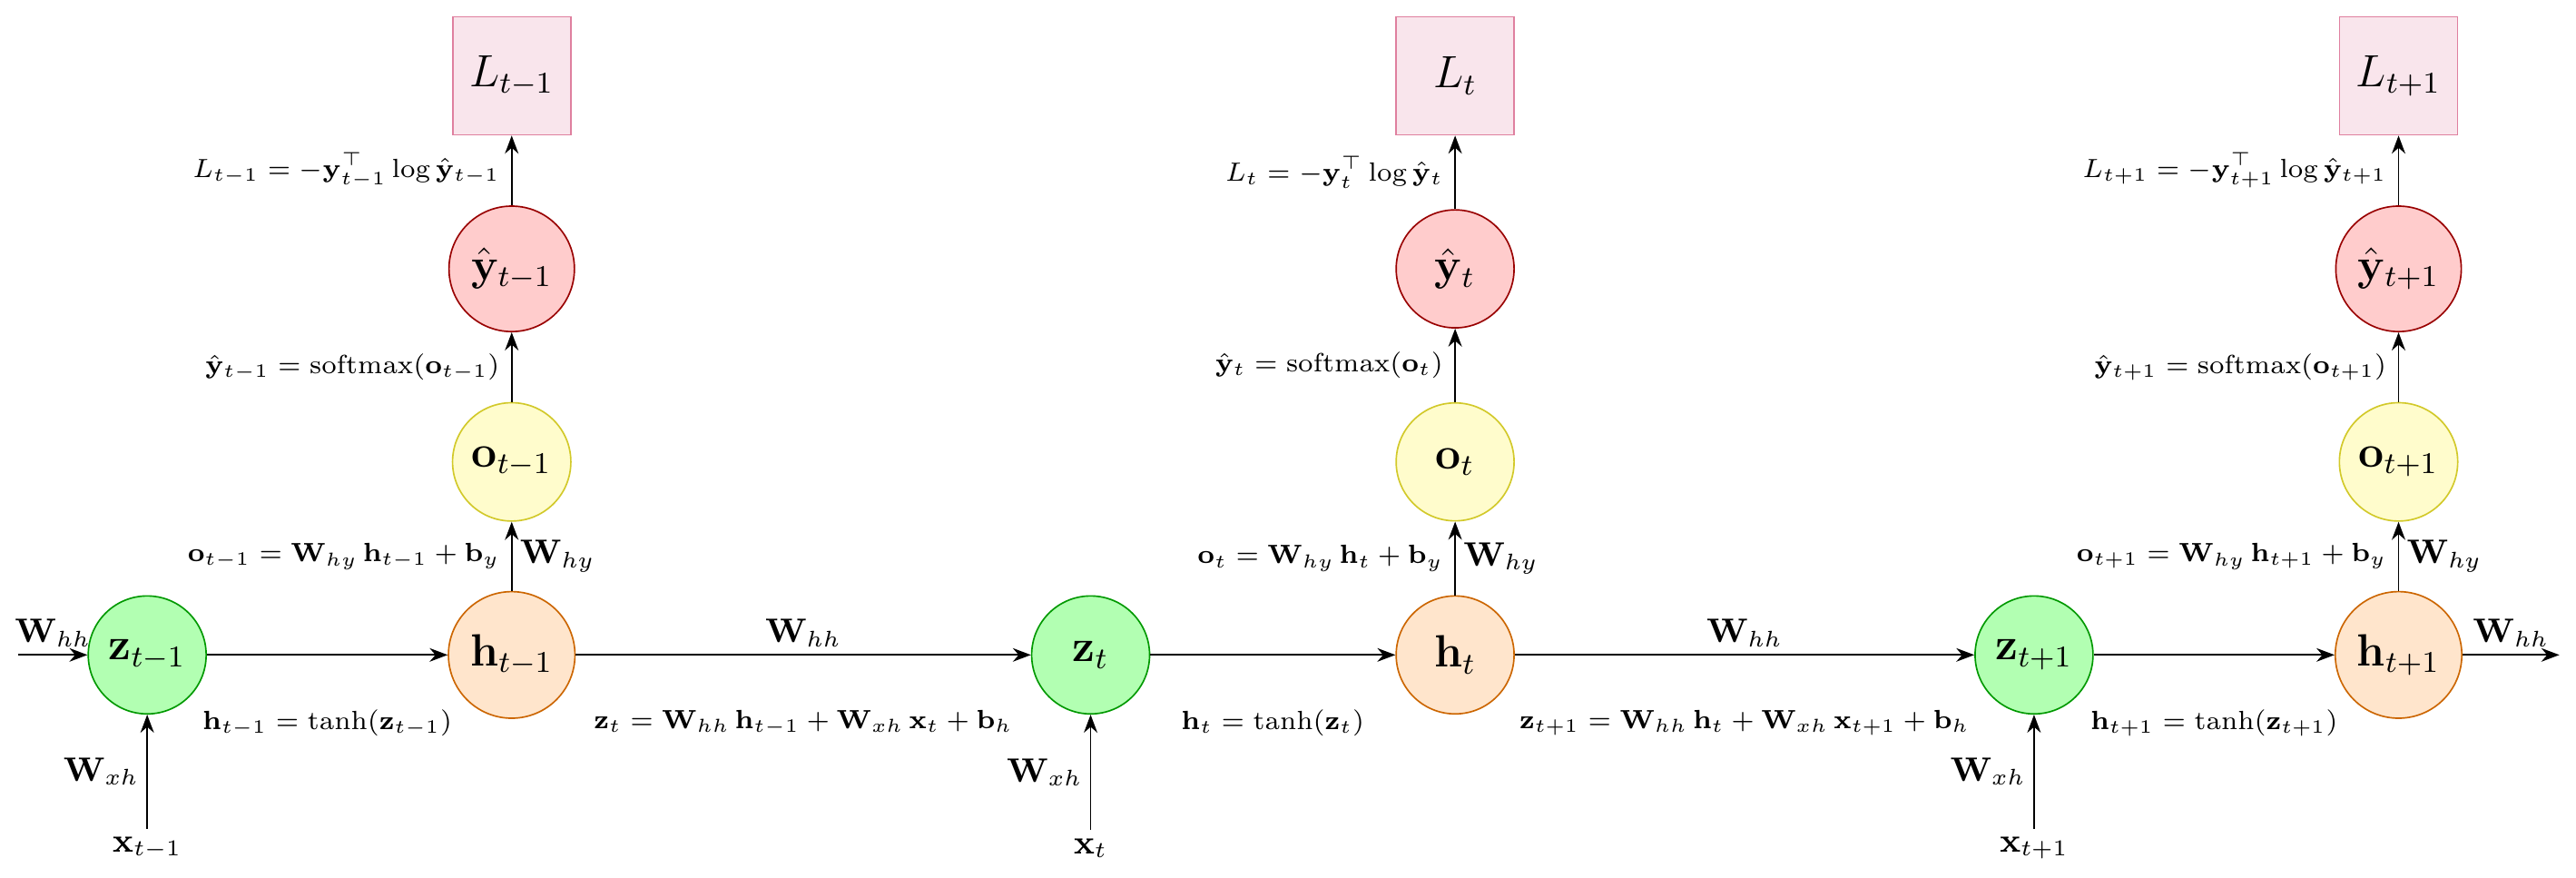 L_{t−1}
L_t
L_{t+1}
L_{t−1} = −y_{t−1}^⊤ log ŷ_{t−1}
L_t = −y_t^⊤ log ŷ_t
L_{t+1} = −y_{t+1}^⊤ log ŷ_{t+1}
ŷ_{t−1}
ŷ_t
ŷ_{t+1}
ŷ_{t−1} = softmax(o_{t−1})
ŷ_t = softmax(o_t)
ŷ_{t+1} = softmax(o_{t+1})
o_{t−1}
o_t
o_{t+1}
o_{t−1} = W_{hy} h_{t−1} + b_y
W_{hy}
o_t = W_{hy} h_t + b_y
W_{hy}
o_{t+1} = W_{hy} h_{t+1} + b_y
W_{hy}
W_{hh}
z_{t−1}
h_{t−1}
W_{hh}
z_t
h_t
W_{hh}
z_{t+1}
h_{t+1}
W_{hh}
h_{t−1} = tanh(z_{t−1})
z_t = W_{hh} h_{t−1} + W_{xh} x_t + b_h
h_t = tanh(z_t)
z_{t+1} = W_{hh} h_t + W_{xh} x_{t+1} + b_h
h_{t+1} = tanh(z_{t+1})
W_{xh}
W_{xh}
W_{xh}
x_{t−1}
x_t
x_{t+1}